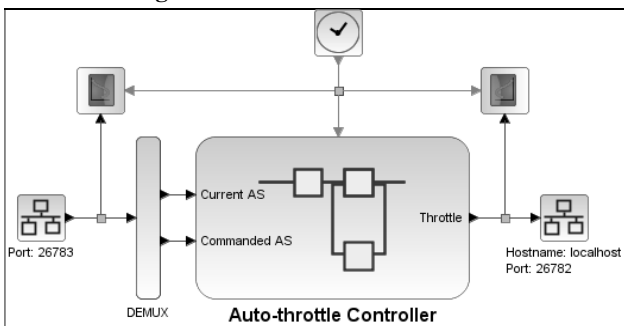 Current AS
Throttle
Commanded AS
Port: 26783
Hostname: localhost
Port: 26782
DEMUX
Auto-throttle Controller